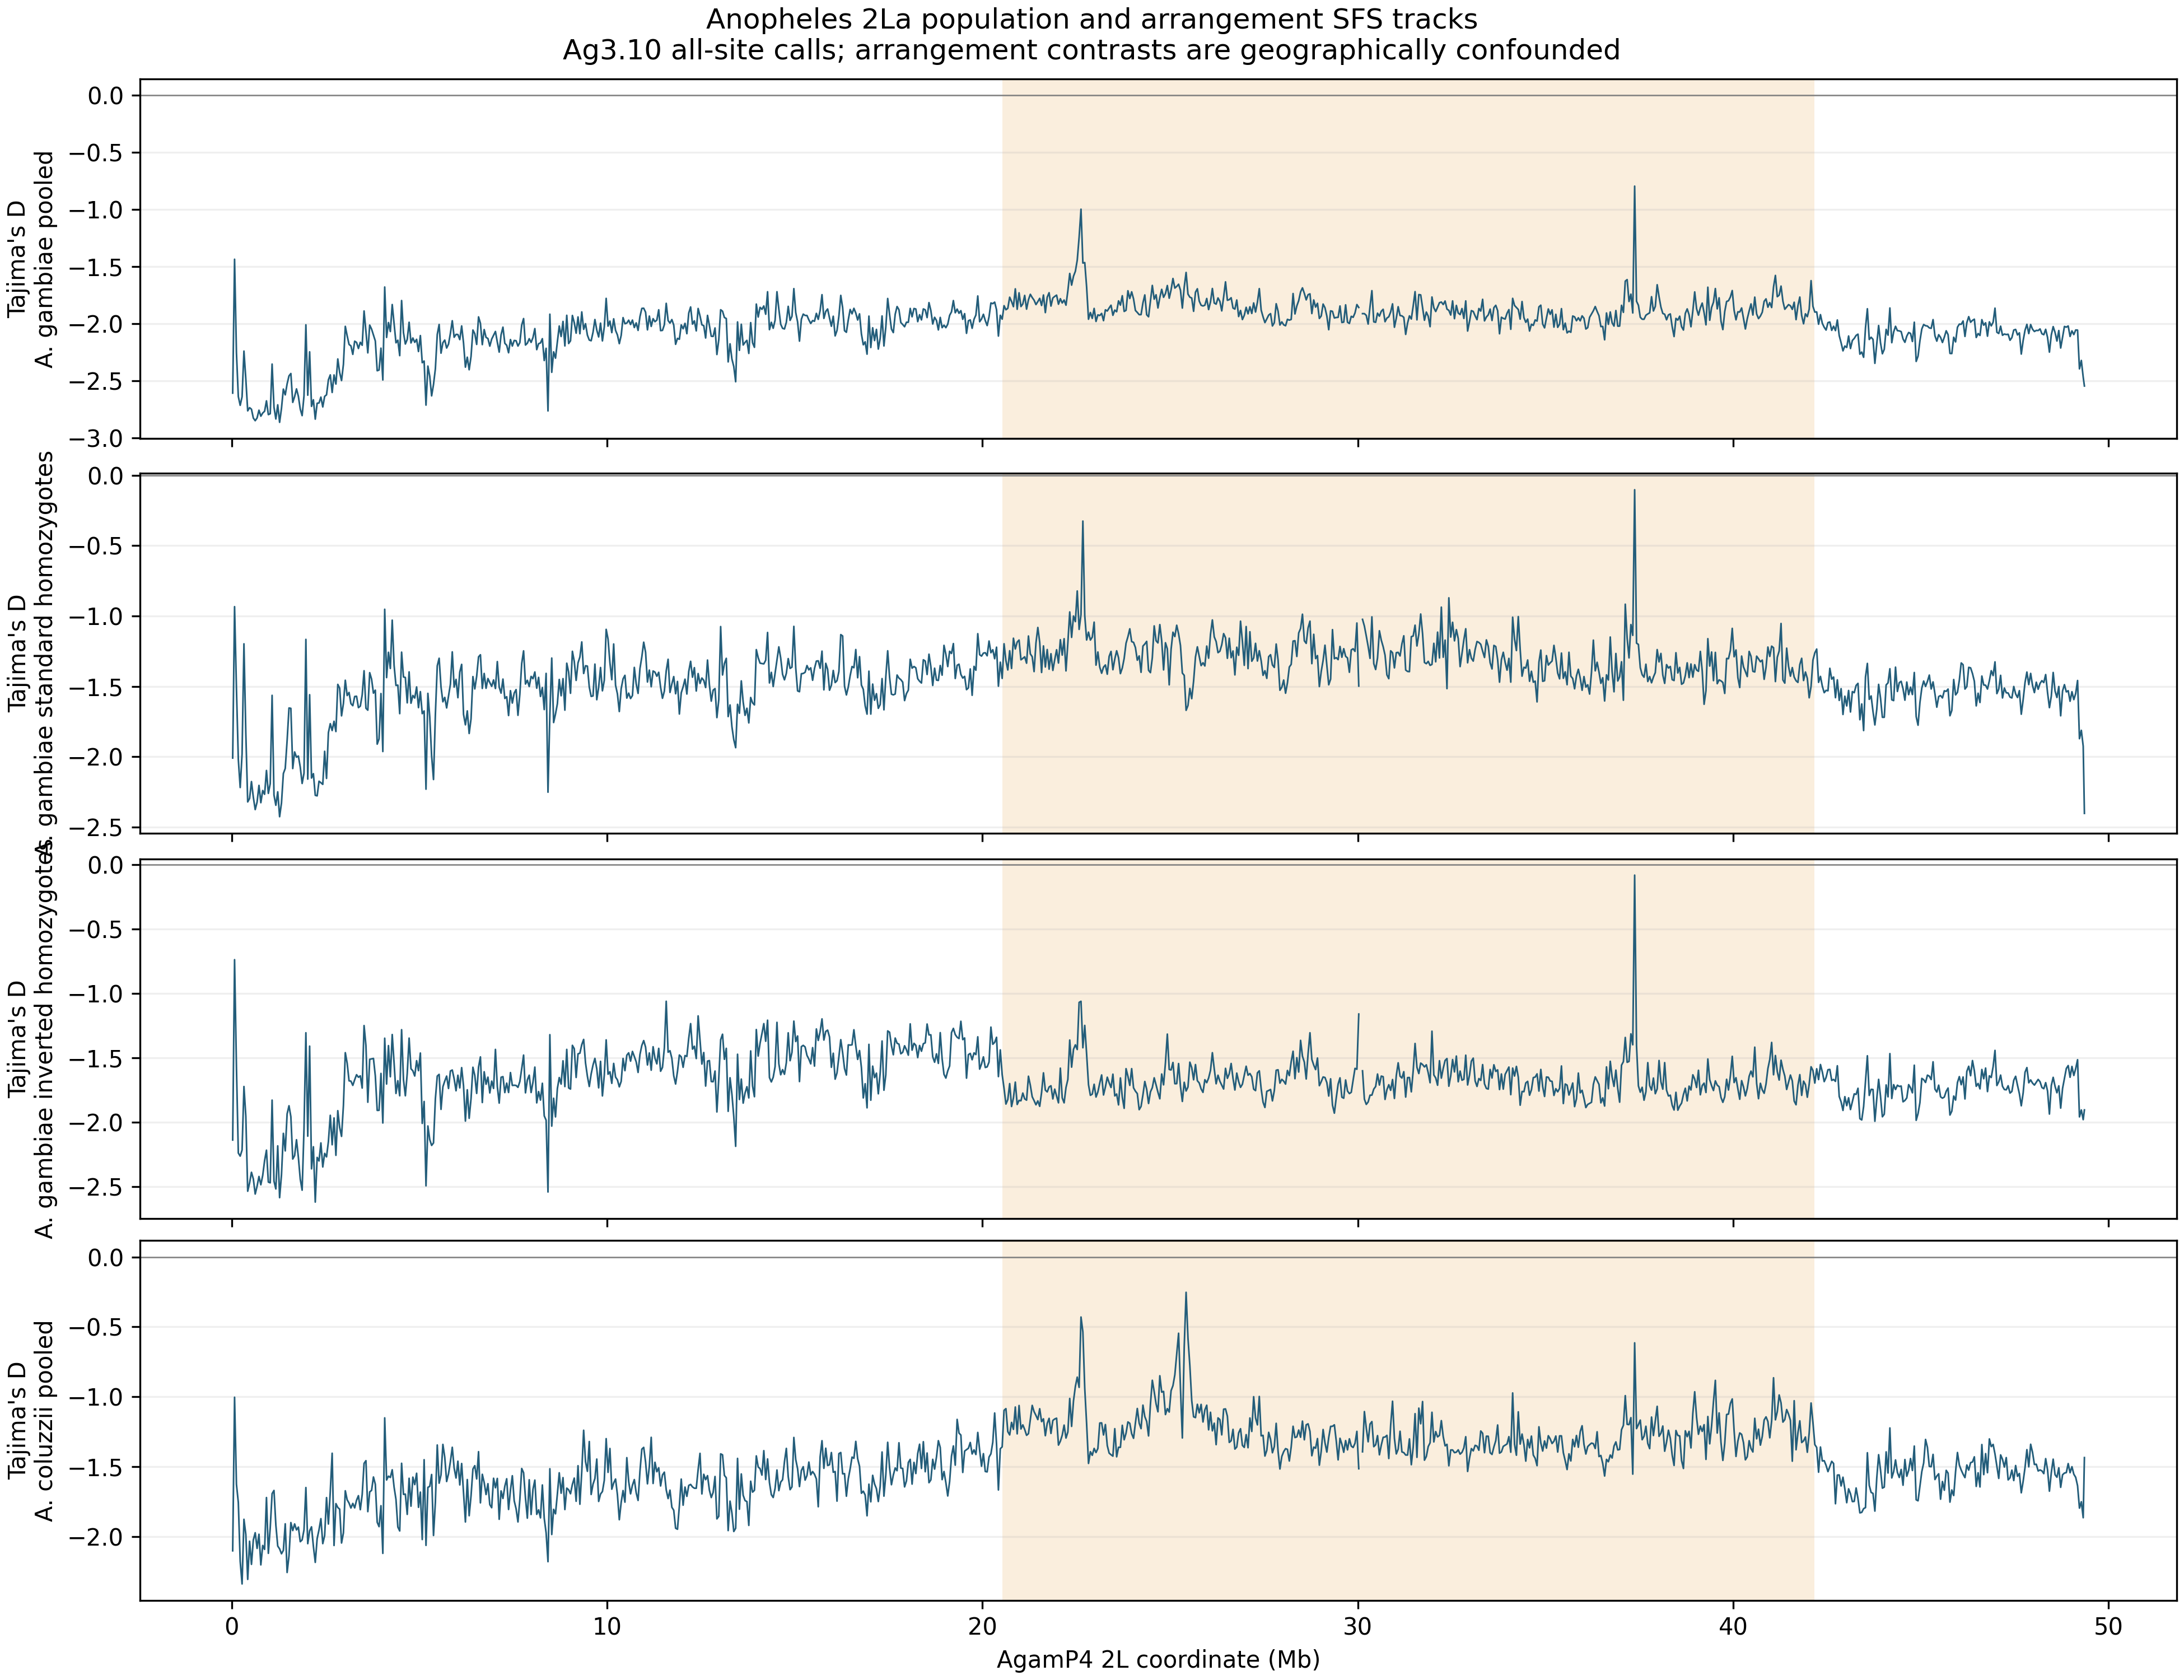 Anopheles 2La population and arrangement SFS tracks
Ag3.10 all-site calls; arrangement contrasts are geographically confounded
Tajima's D
A. gambiae pooled
0.0
−0.5
−1.0
−1.5
−2.0
−2.5
−3.0
Tajima's D
A. gambiae standard homozygotes
0.0
−0.5
−1.0
−1.5
−2.0
−2.5
Tajima's D
A. gambiae inverted homozygotes
0.0
−0.5
−1.0
−1.5
−2.0
−2.5
Tajima's D
A. coluzzii pooled
0.0
−0.5
−1.0
−1.5
−2.0
0 10 20 30 40 50
AgamP4 2L coordinate (Mb)